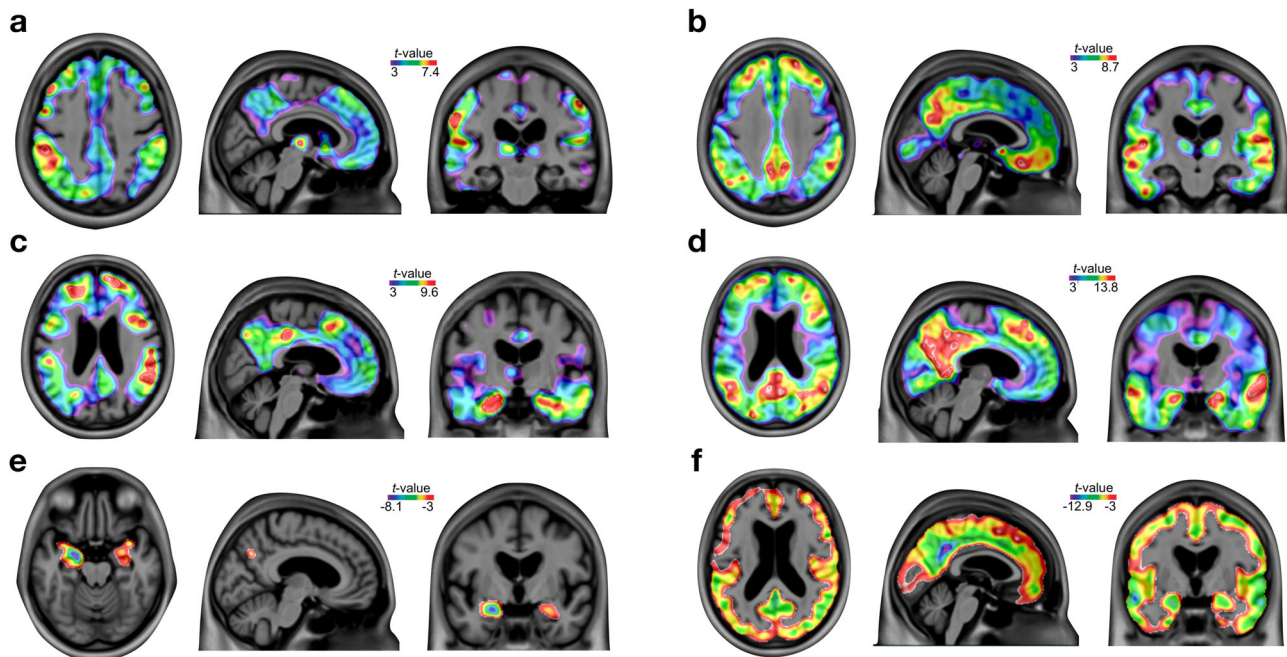 a
t-value
3 7.4
b
t-value
3 8.7
c
t-value
3 9.6
d
t-value
3 13.8
e
t-value
-8.1 -3
f
t-value
-12.9 -3